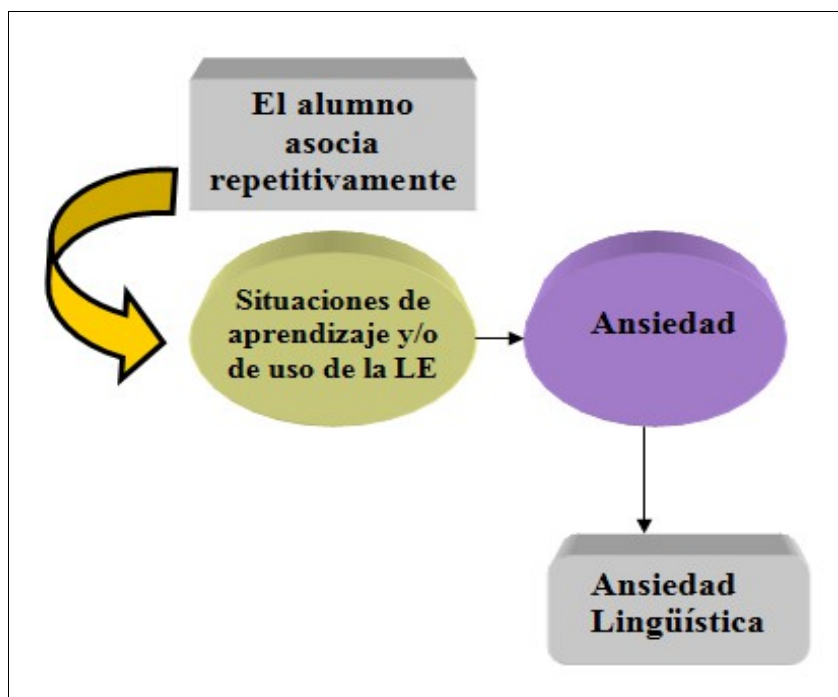 El alumno
asocia
repetitivamente
Situaciones de
aprendizaje y/o
de uso de la LE
Ansiedad
Ansiedad
Lingüística